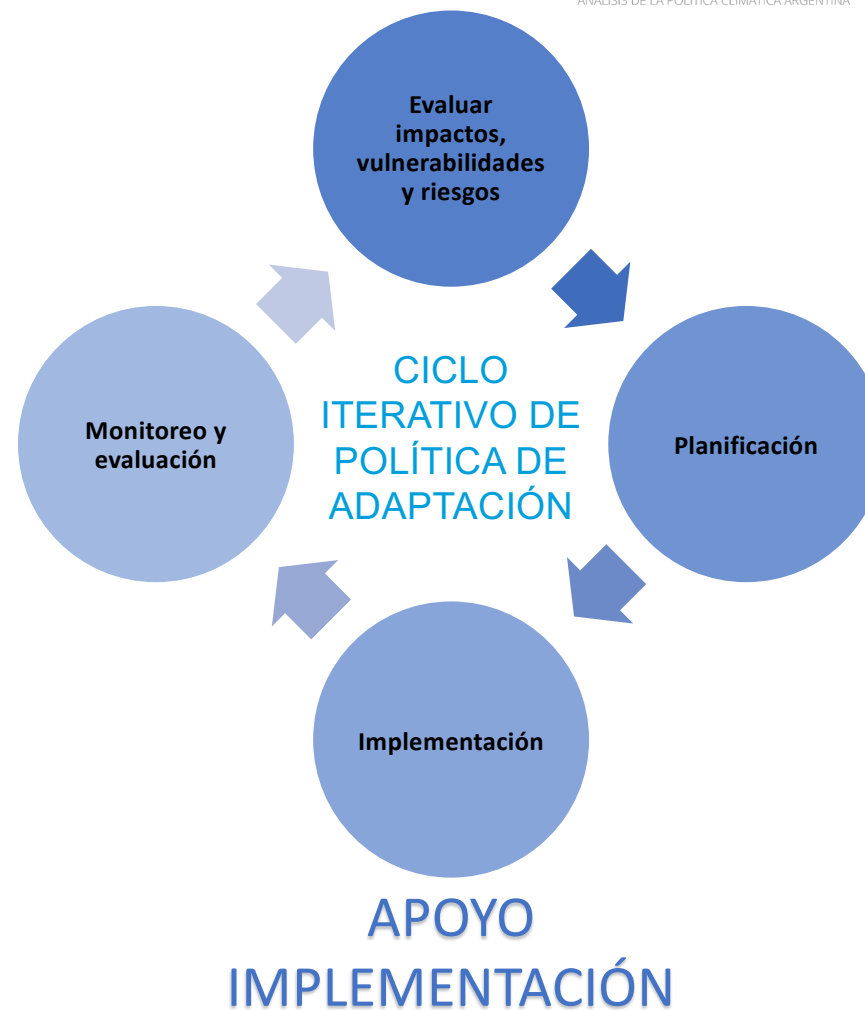 ANÁLISIS DE LA POLÍTICA CLIMÁTICA ARGENTINA
Evaluar
impactos,
vulnerabilidades
y riesgos
CICLO
ITERATIVO DE
POLÍTICA DE
ADAPTACIÓN
Monitoreo y
evaluación
Planificación
Implementación
APOYO
IMPLEMENTACIÓN